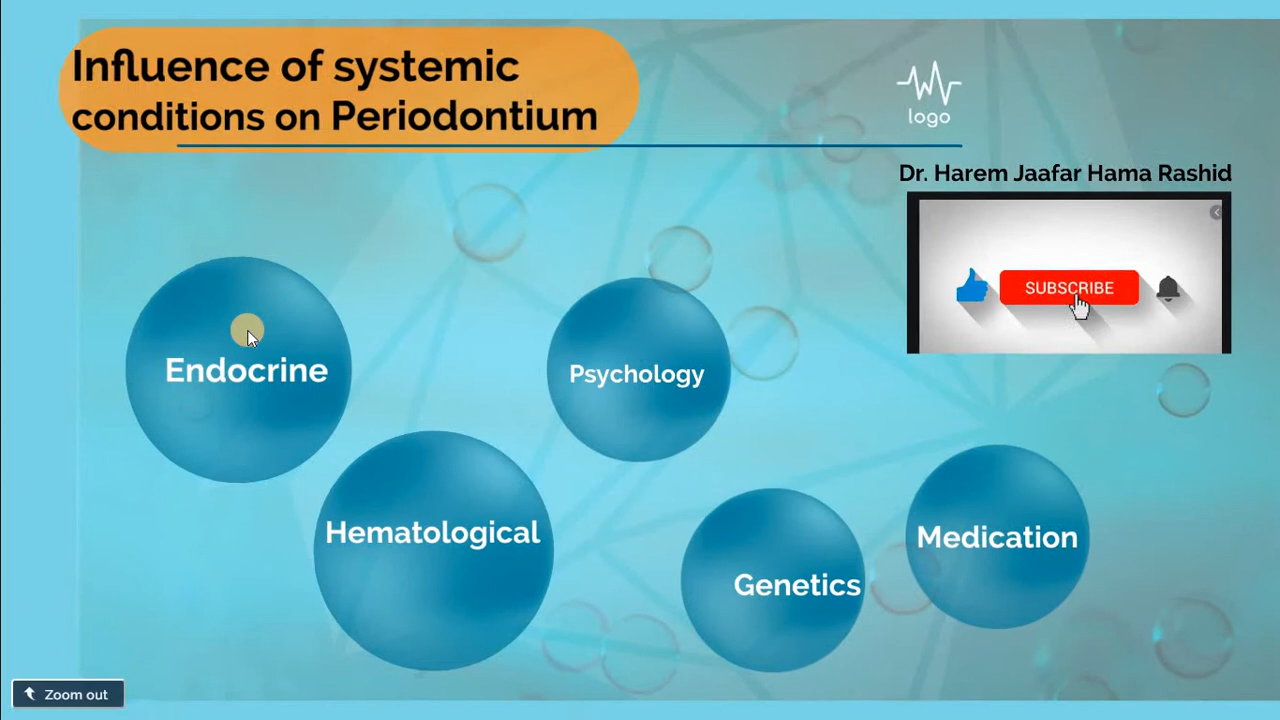 Influence of systemic
conditions on Periodontium
logo
Dr. Harem Jaafar Hama Rashid
SUBSCRIBE
Endocrine
Psychology
Hematological
Genetics
Medication
Zoom out